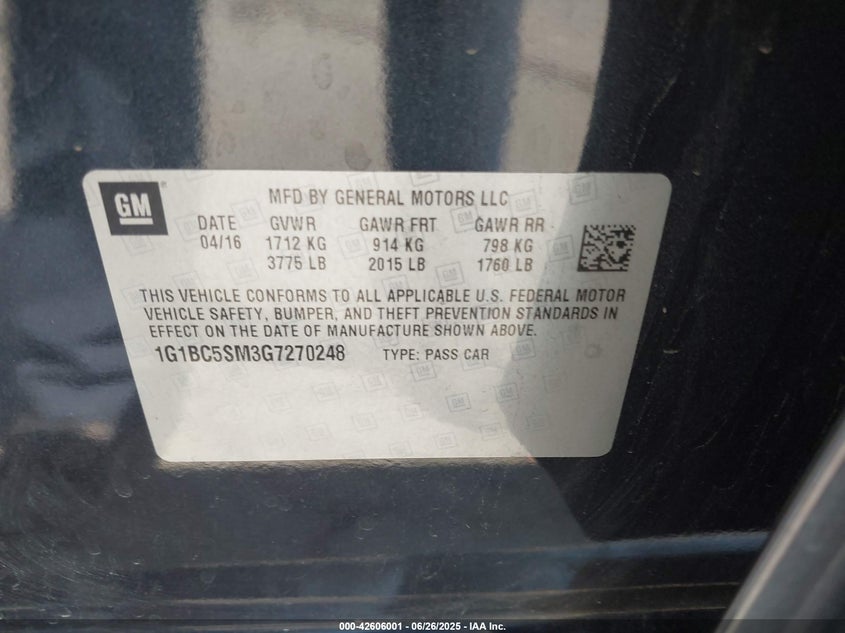 GM
MFD BY GENERAL MOTORS LLC
DATE GVWR GAWR FRT GAWR RR
04/16 1712 KG 914 KG 798 KG
3775 LB 2015 LB 1760 LB
THIS VEHICLE CONFORMS TO ALL APPLICABLE U.S. FEDERAL MOTOR
VEHICLE SAFETY, BUMPER, AND THEFT PREVENTION STANDARDS IN
EFFECT ON THE DATE OF MANUFACTURE SHOWN ABOVE.
1G1BC5SM3G7270248 TYPE: PASS CAR
000-42606001 / 06/26/2025 - IAA Inc.